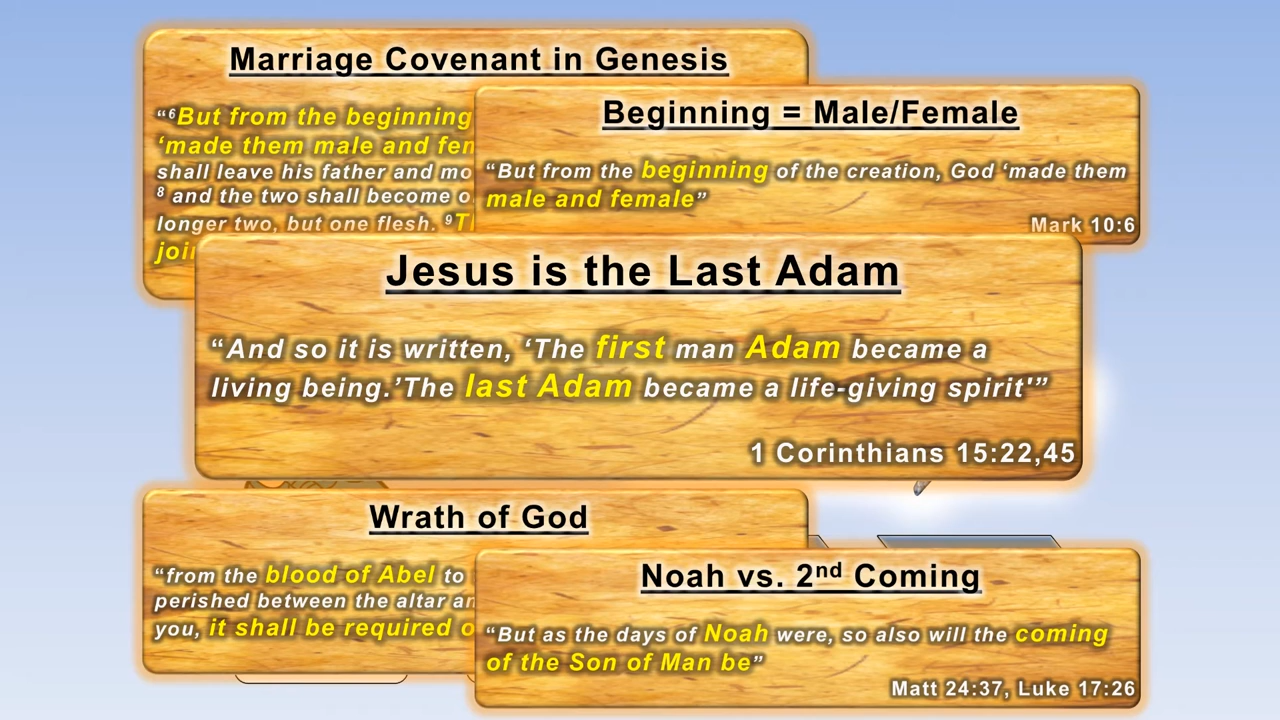 Marriage Covenant in Genesis
“⁶But from the beginning
‘made them male and
shall leave his father and
⁸ and the two shall become
longer two, but one flesh. ⁹
Beginning = Male/Female
“But from the beginning of the creation, God ‘made them
male and female”
Mark 10:6
Jesus is the Last Adam
“And so it is written, ‘The first man Adam became a
living being.’The last Adam became a life-giving spirit'”
1 Corinthians 15:22,45
Wrath of God
“from the blood of Abel to
perished between the altar
you, it shall be required
Noah vs. 2nd Coming
“But as the days of Noah were, so also will the coming
of the Son of Man be”
Matt 24:37, Luke 17:26